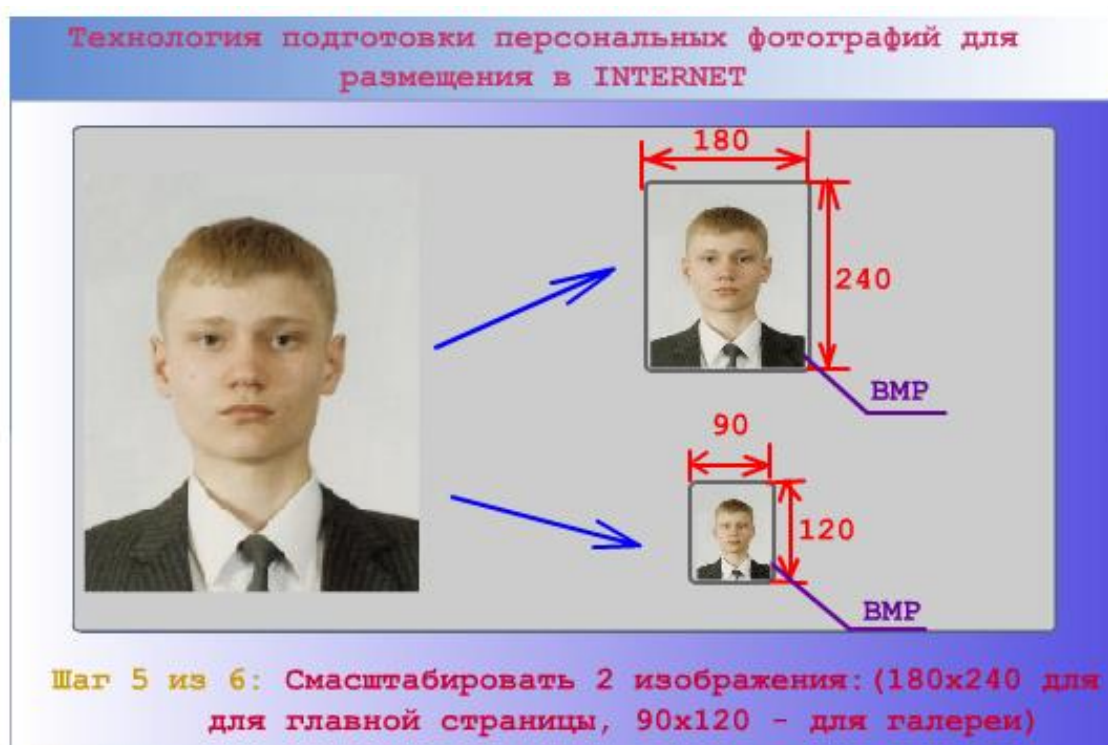 Технология подготовки персональных фотографий для
размещения в INTERNET
180
240
BMP
90
120
BMP
Шаг 5 из 6: Смасштабировать 2 изображения:(180x240 для
для главной страницы, 90x120 - для галереи)